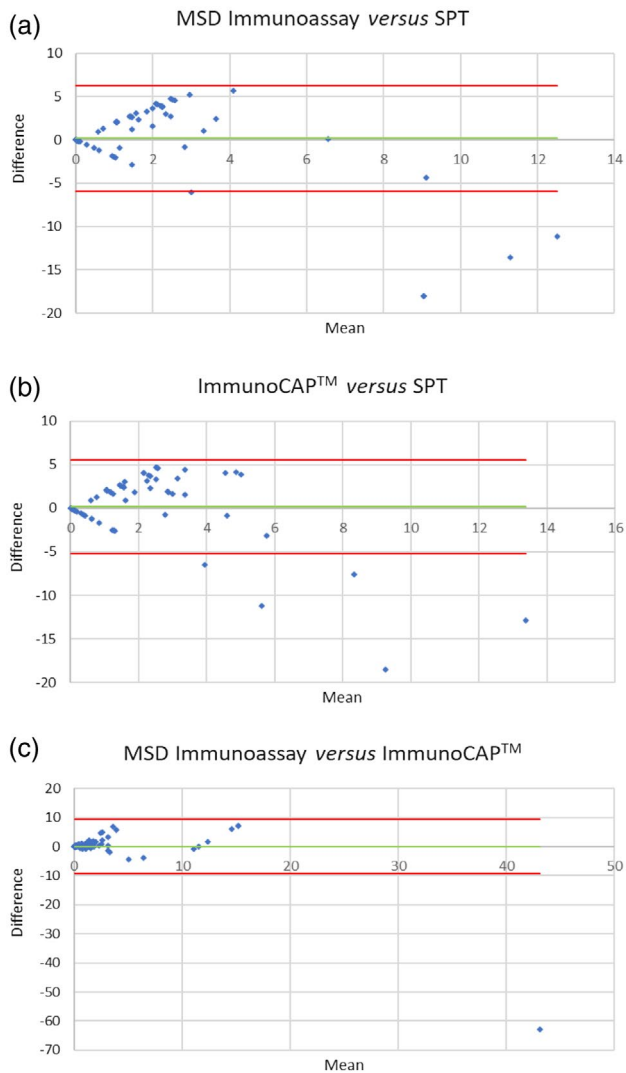 (a)
MSD Immunoassay versus SPT
10
5
0
0 2 4 6 8 10 12 14
-5
-10
-15
-20
Difference
Mean
(b)
ImmunoCAP™ versus SPT
10
5
0
0 2 4 6 8 10 12 14 16
-5
-10
-15
-20
Difference
Mean
(c)
MSD Immunoassay versus ImmunoCAP™
20
10
0
0 10 20 30 40 50
-10
-20
-30
-40
-50
-60
-70
Difference
Mean